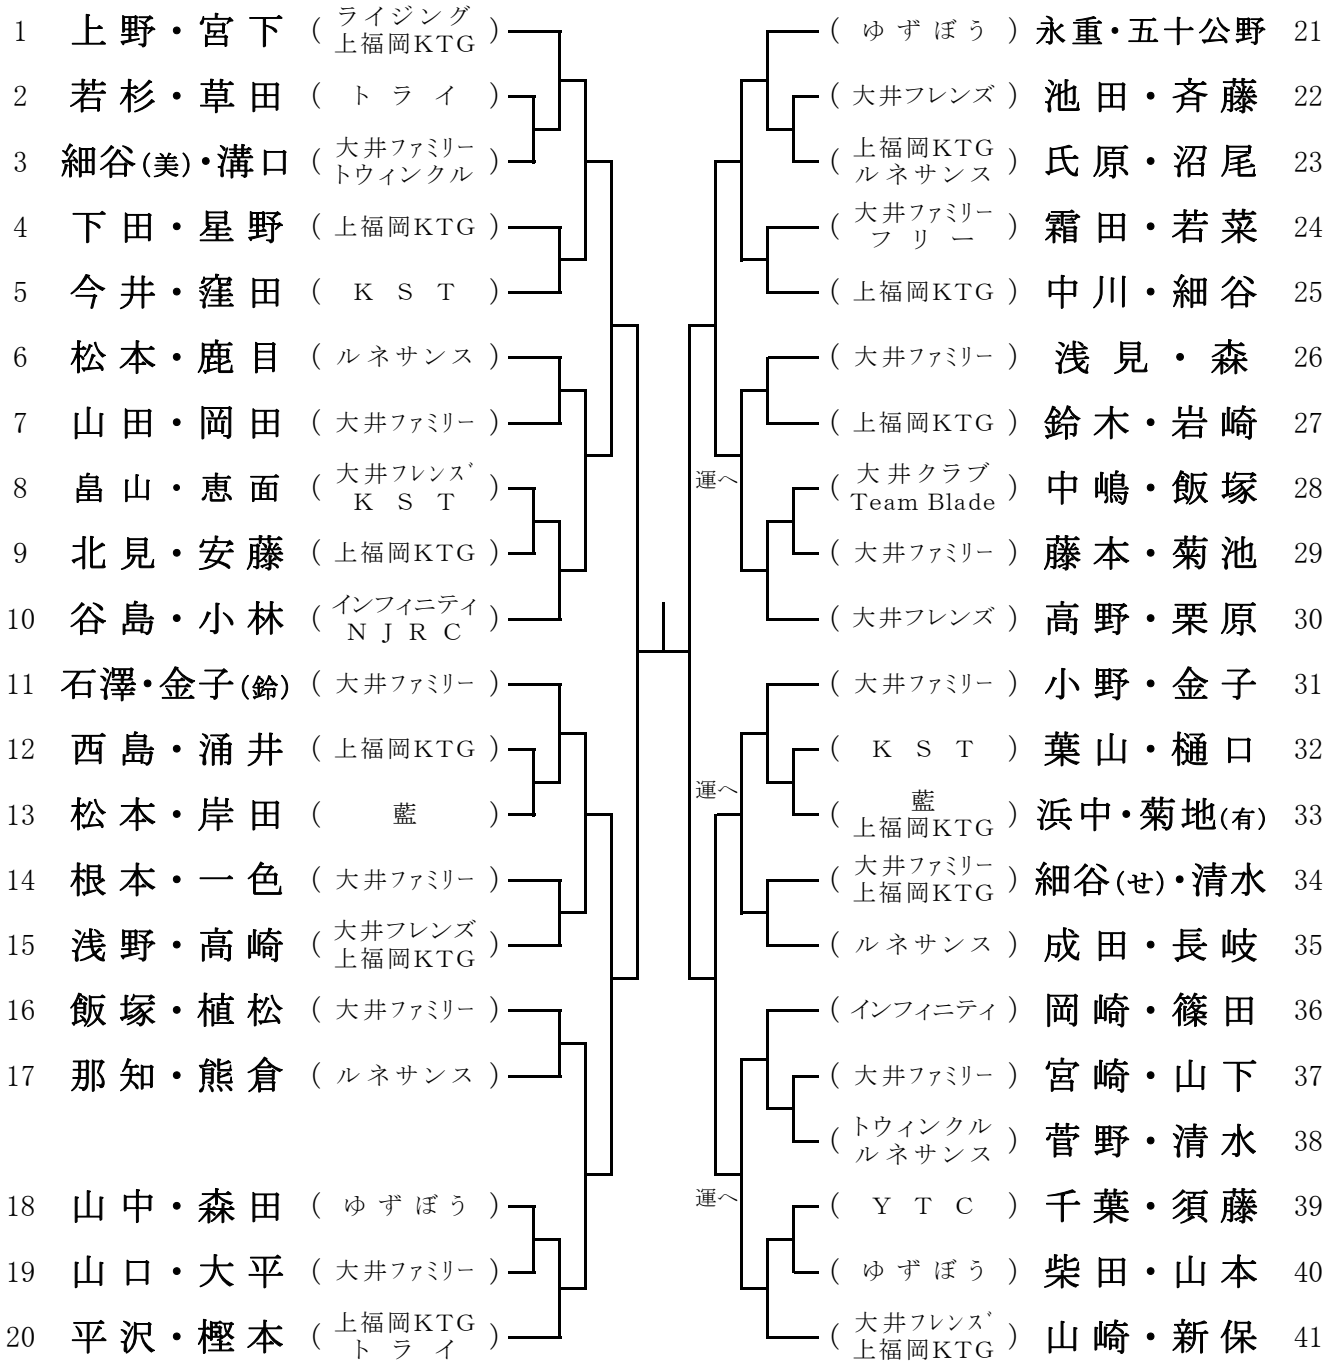 1 上野・宮下 (ライジング 上福岡KTG)
2 若杉・草田 (トライ)
3 細谷(美)・溝口 (大井ファミリー トウィンクル)
4 下田・星野 (上福岡KTG)
5 今井・窪田 (KST)
6 松本・鹿目 (ルネサンス)
7 山田・岡田 (大井ファミリー)
8 畠山・恵面 (大井フレンズ KST)
9 北見・安藤 (上福岡KTG)
10 谷島・小林 (インフィニティ NJRC)
11 石澤・金子(鈴) (大井ファミリー)
12 西島・涌井 (上福岡KTG)
13 松本・岸田 (藍)
14 根本・一色 (大井ファミリー)
15 浅野・高崎 (大井フレンズ 上福岡KTG)
16 飯塚・植松 (大井ファミリー)
17 那知・熊倉 (ルネサンス)
18 山中・森田 (ゆずぼう)
19 山口・大平 (大井ファミリー)
20 平沢・樫本 (上福岡KTG トライ)
(ゆずぼう) 永重・五十公野 21
(大井フレンズ) 池田・斉藤 22
(上福岡KTG ルネサンス) 氏原・沼尾 23
(大井ファミリー フリー) 霜田・若菜 24
(上福岡KTG) 中川・細谷 25
(大井ファミリー) 浅見・森 26
(上福岡KTG) 鈴木・岩崎 27
運へ
(大井クラブ Team Blade) 中嶋・飯塚 28
(大井ファミリー) 藤本・菊池 29
(大井フレンズ) 高野・栗原 30
(大井ファミリー) 小野・金子 31
(KST) 葉山・樋口 32
運へ
(藍 上福岡KTG) 浜中・菊地(有) 33
(大井ファミリー 上福岡KTG) 細谷(せ)・清水 34
(ルネサンス) 成田・長岐 35
(インフィニティ) 岡崎・篠田 36
(大井ファミリー) 宮崎・山下 37
(トウィンクル ルネサンス) 菅野・清水 38
運へ
(YTC) 千葉・須藤 39
(ゆずぼう) 柴田・山本 40
(大井フレンズ 上福岡KTG) 山崎・新保 41